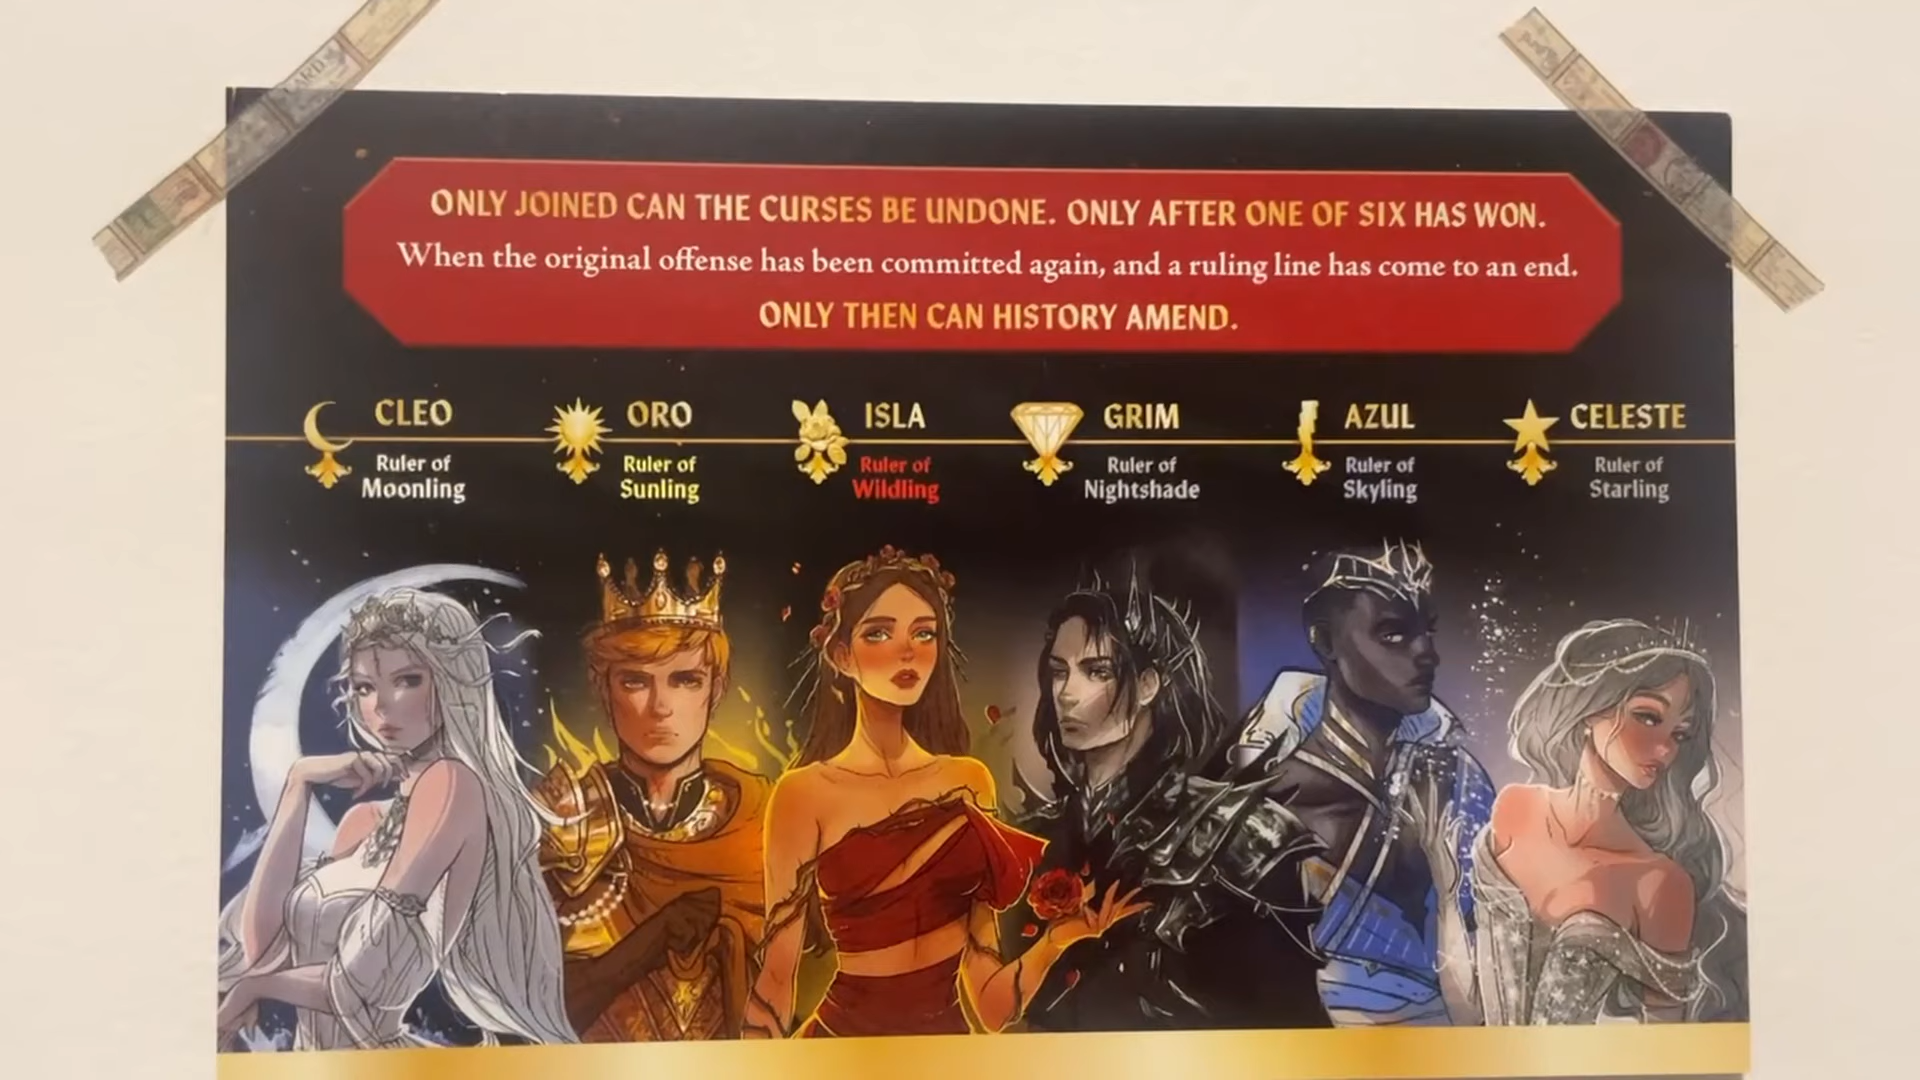 ONLY JOINED CAN THE CURSES BE UNDONE. ONLY AFTER ONE OF SIX HAS WON.
When the original offense has been committed again, and a ruling line has come to an end.
ONLY THEN CAN HISTORY AMEND.
CLEO
Ruler of
Moonling
ORO
Ruler of
Sunling
ISLA
Ruler of
Wildling
GRIM
Ruler of
Nightshade
AZUL
Ruler of
Skyling
CELESTE
Ruler of
Starling